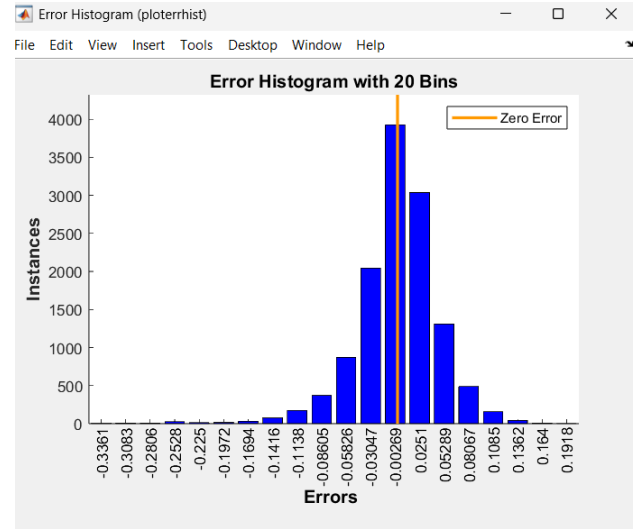 Error Histogram (ploterrhist)
File Edit View Insert Tools Desktop Window Help
Error Histogram with 20 Bins
Zero Error
4000
3500
3000
2500
2000
1500
1000
500
0
Instances
-0.3361 -0.3083 -0.2806 -0.2528 -0.225 -0.1972 -0.1694 -0.1416 -0.1138 -0.08605 -0.05826 -0.03047 -0.00269 0.0251 0.05289 0.08067 0.1085 0.1362 0.164 0.1918
Errors